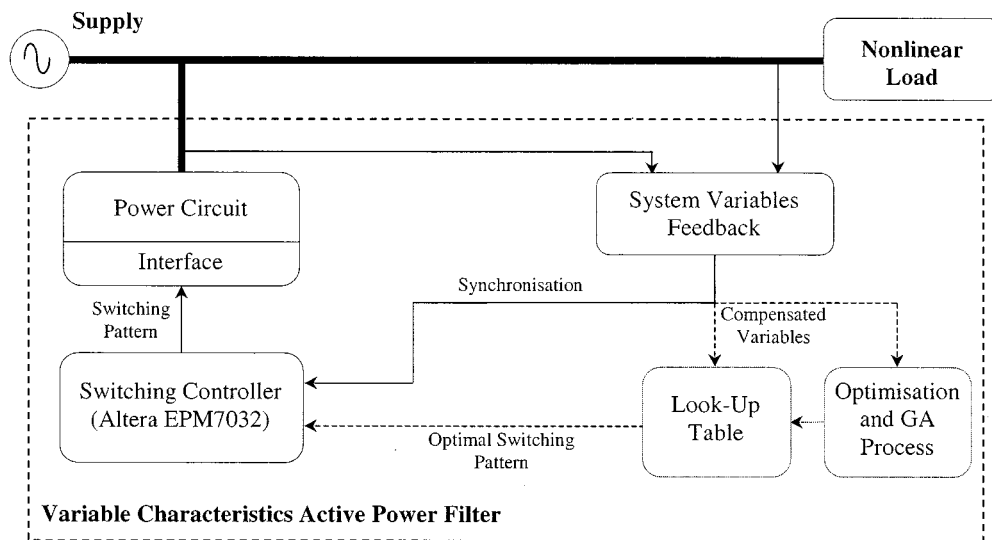 Supply
Nonlinear
Load
Power Circuit
Interface
System Variables
Feedback
Switching
Pattern
Synchronisation
Compensated
Variables
Switching Controller
(Altera EPM7032)
Optimal Switching
Pattern
Look-Up
Table
Optimisation
and GA
Process
Variable Characteristics Active Power Filter